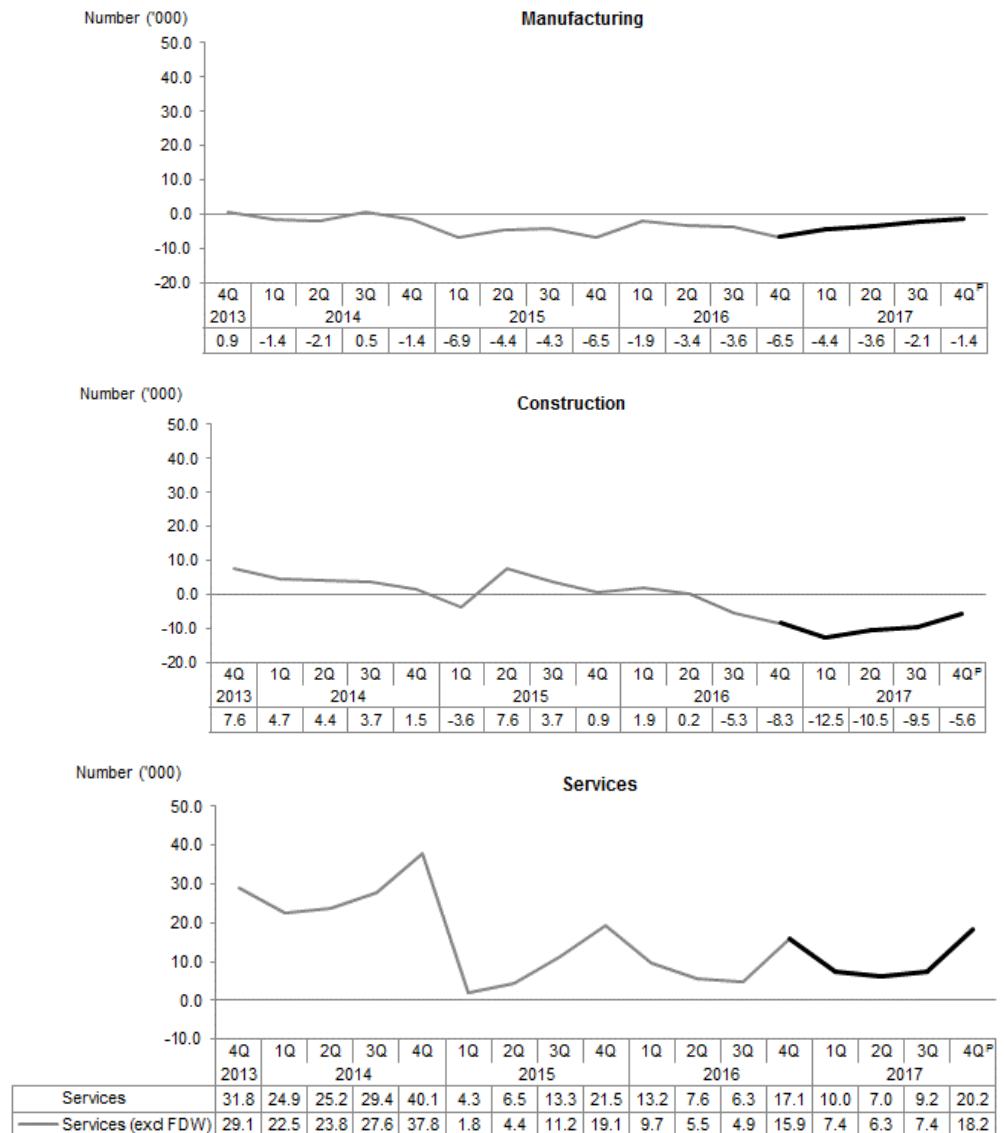 Number ('000)
Manufacturing
50.0
40.0
30.0
20.0
10.0
0.0
-10.0
-20.0
4Q 1Q 2Q 3Q 4Q 1Q 2Q 3Q 4Q 1Q 2Q 3Q 4Q 1Q 2Q 3Q 4Qᴾ
2013 2014 2015 2016 2017
0.9 -1.4 -2.1 0.5 -1.4 -6.9 -4.4 -4.3 -6.5 -1.9 -3.4 -3.6 -6.5 -4.4 -3.6 -2.1 -1.4
Number ('000)
Construction
50.0
40.0
30.0
20.0
10.0
0.0
-10.0
-20.0
4Q 1Q 2Q 3Q 4Q 1Q 2Q 3Q 4Q 1Q 2Q 3Q 4Q 1Q 2Q 3Q 4Qᴾ
2013 2014 2015 2016 2017
7.6 4.7 4.4 3.7 1.5 -3.6 7.6 3.7 0.9 1.9 0.2 -5.3 -8.3 -12.5 -10.5 -9.5 -5.6
Number ('000)
Services
50.0
40.0
30.0
20.0
10.0
0.0
-10.0
4Q 1Q 2Q 3Q 4Q 1Q 2Q 3Q 4Q 1Q 2Q 3Q 4Q 1Q 2Q 3Q 4Qᴾ
2013 2014 2015 2016 2017
Services 31.8 24.9 25.2 29.4 40.1 4.3 6.5 13.3 21.5 13.2 7.6 6.3 17.1 10.0 7.0 9.2 20.2
Services (excl FDW) 29.1 22.5 23.8 27.6 37.8 1.8 4.4 11.2 19.1 9.7 5.5 4.9 15.9 7.4 6.3 7.4 18.2